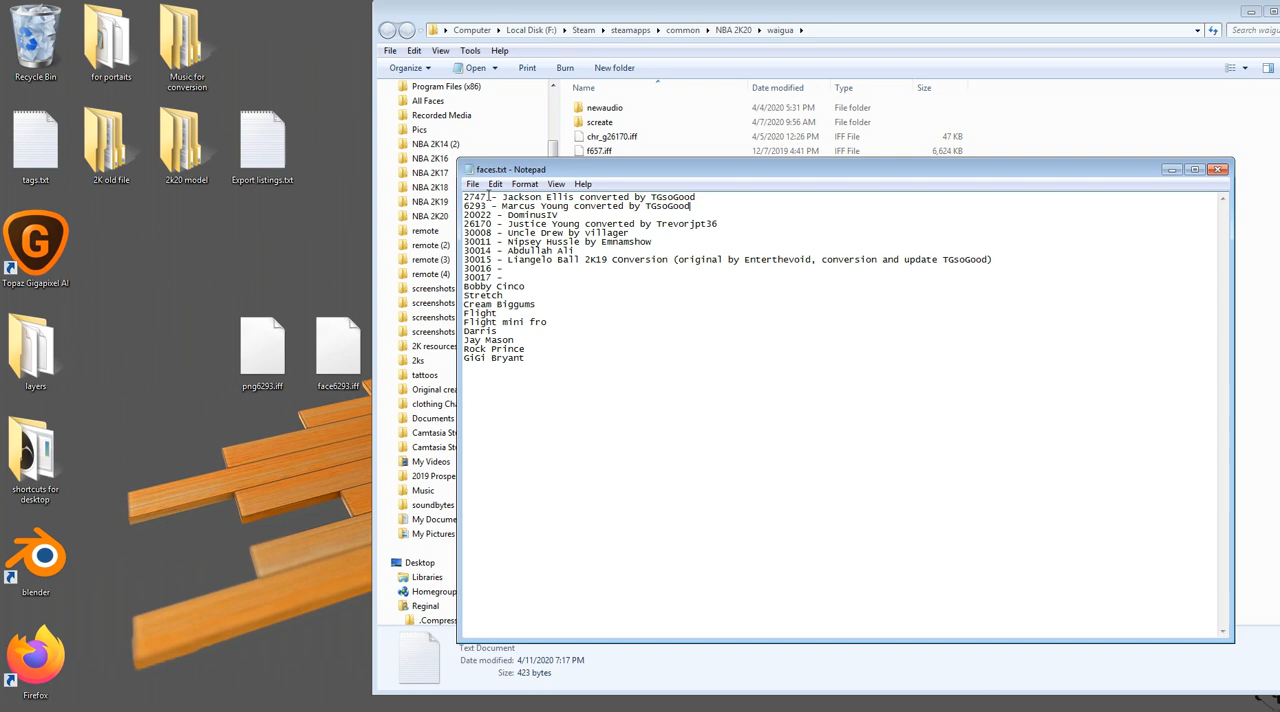 Recycle Bin
for portaits
Music for conversion
tags.txt
2K old file
2k20 model
Export listings.txt
Topaz Gigapixel AI
layers
png6293.iff
face6293.iff
shortcuts for desktop
blender
Firefox
Computer
Local Disk (F:)
Steam
steamapps
common
NBA 2K20
waigua
File
Edit
View
Tools
Help
Organize
Open
Print
Burn
New folder
Program Files (x86)
All Faces
Recorded Media
Pics
NBA 2K14 (2)
NBA 2K16
NBA 2K17
NBA 2K18
NBA 2K19
NBA 2K20
remote
remote (2)
remote (3)
remote (4)
screenshots
screenshots
screenshots
screenshots
2K resources
2ks
tattoos
Original crea
clothing Cha
Documents
Camtasia Stu
Camtasia Stu
My Videos
2019 Prospe
Music
soundbytes
My Docume
My Pictures
Desktop
Libraries
Homegroup
Reginal
.Compress
Name
Date modified
Type
Size
newaudio
4/4/2020 5:31 PM
File folder
screate
4/7/2020 9:56 AM
File folder
chr_g26170.iff
4/5/2020 12:26 PM
IFF File
47 KB
f657.iff
12/7/2019 4:41 PM
IFF File
6,624 KB
faces.txt - Notepad
File Edit Format View Help
2747 - Jackson Ellis converted by TGsoGood
6293 - Marcus Young converted by TGsoGood
20022 - DominusIV
26170 - Justice Young converted by Trevorjpt36
30008 - Uncle Drew by villager
30011 - Nipsey Hussle by Emnamshow
30014 - Abdullah Ali
30015 - Liangelo Ball 2K19 COnversion (original by Enterthevoid, conversion and update TGsoGood)
30016 -
30017 -
Bobby Cinco
Stretch
Cream Biggums
Flight
Flight mini fro
Darris
Jay Mason
Rock Prince
GiGi Bryant
Text Document
Date modified: 4/11/2020 7:17 PM
Size: 423 bytes